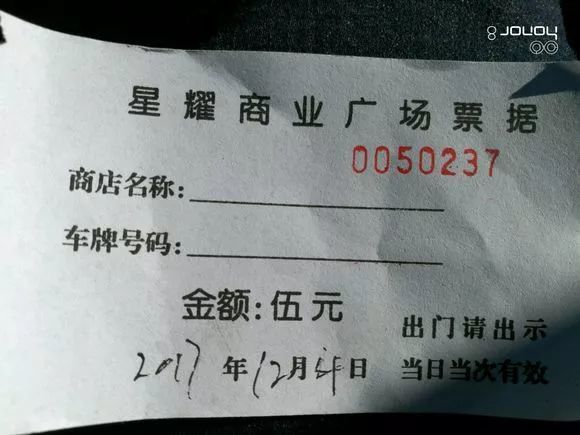 JOYOY
星耀商业广场票据
0050237
商店名称:
车牌号码:
金额:伍元
出门请出示
2017年12月 日 当日当次有效